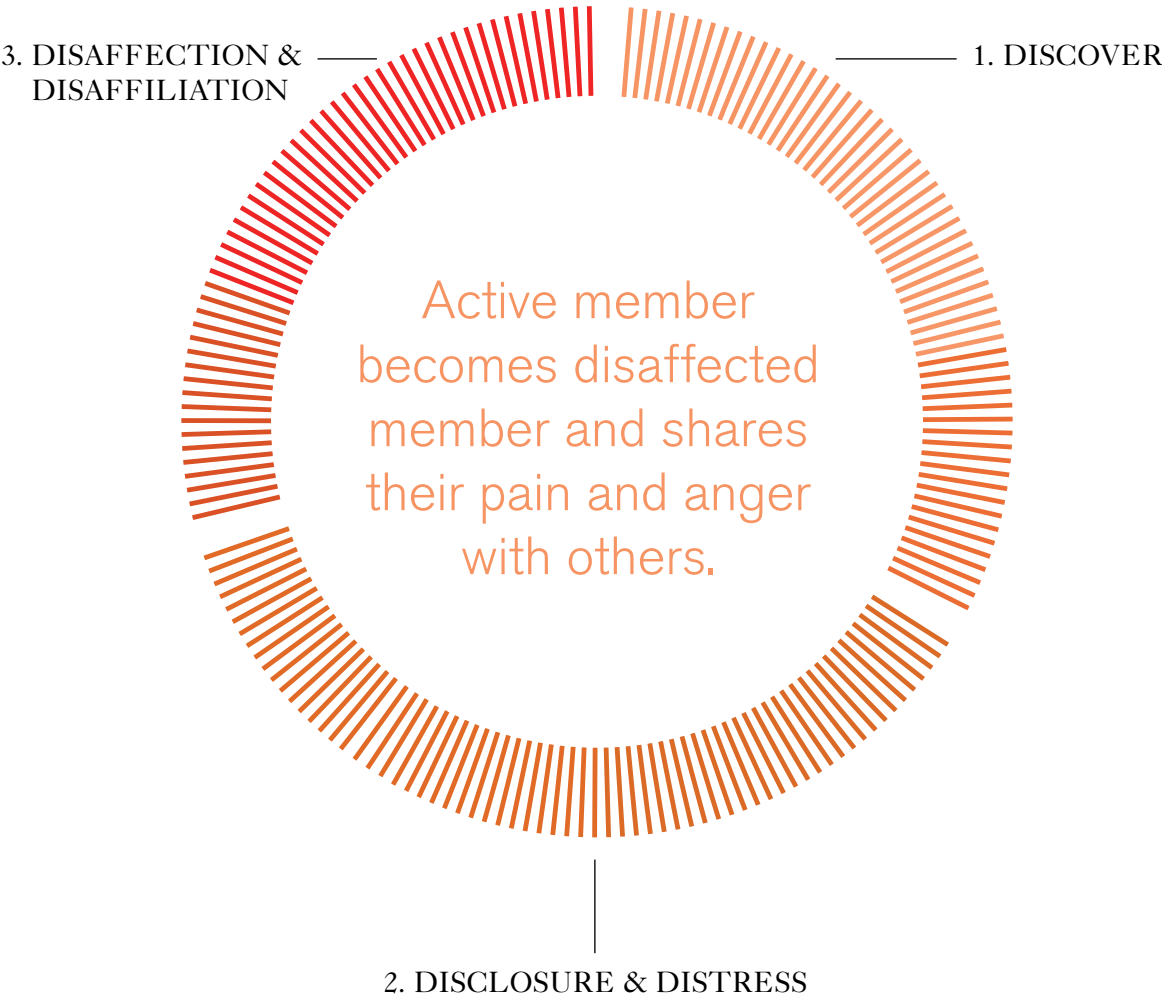 3. DISAFFECTION &
DISAFFILIATION
1. DISCOVER
Active member
becomes disaffected
member and shares
their pain and anger
with others.
2. DISCLOSURE & DISTRESS